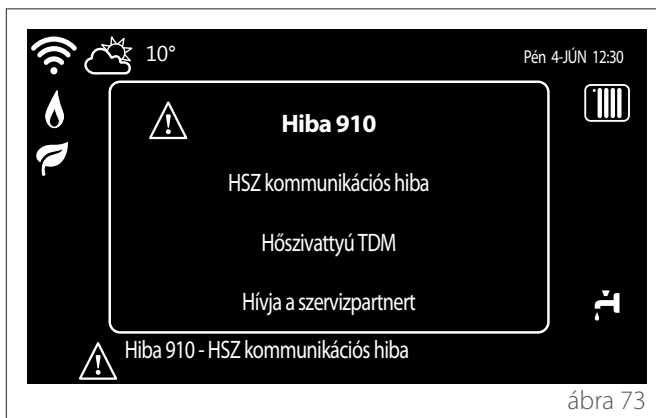 10°
Pén 4-JÚN 12:30
Hiba 910
HSZ kommunikációs hiba
Hőszivattyú TDM
Hívja a szervizpartnert
Hiba 910 - HSZ kommunikációs hiba
ábra 73